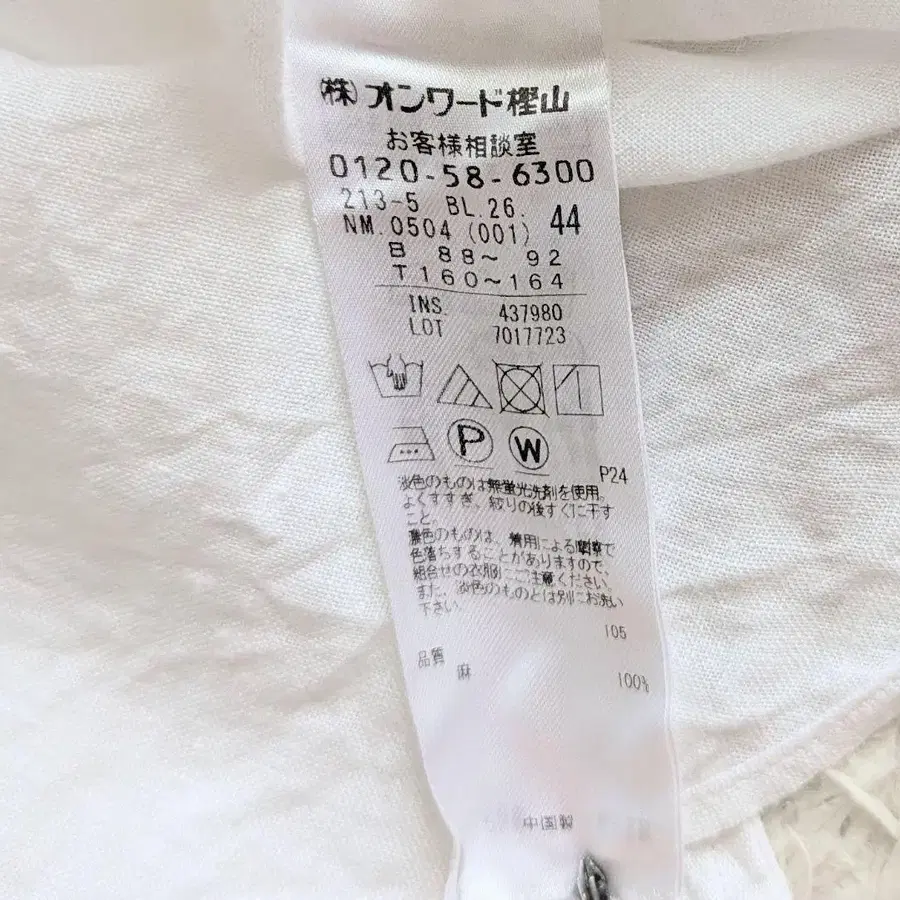 (株)オンワード樫山
お客様相談室
0120-58-6300
213-5 BL.26. 44
NM.0504 (001)
B 88～ 92
T 160～164
INS. 437980
LOT 7017723
P W
P24
淡色のものは無蛍光洗剤を使用。
よくすすぎ、絞りの後すぐに干す
こと。
濃色のものは、着用による摩擦で
色落ちすることがありますので、
組合せの衣服にご注意ください。
また、淡色のものとは別にお洗い
下さい。
105
品質
麻 100%
中国製